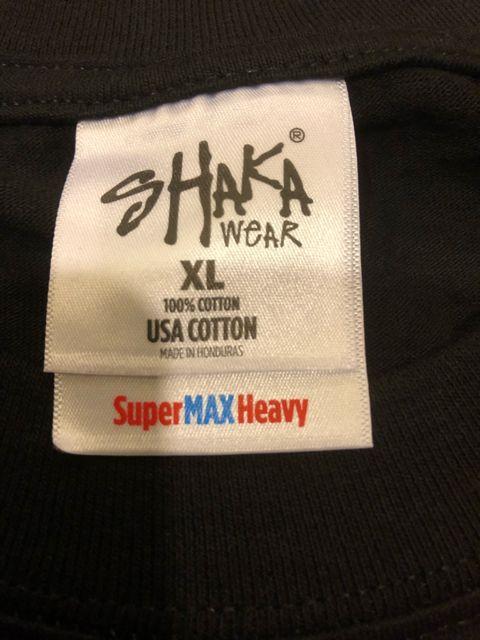 SHAKA®
WEAR
XL
100% COTTON
USA COTTON
MADE IN HONDURAS
SuperMAXHeavy